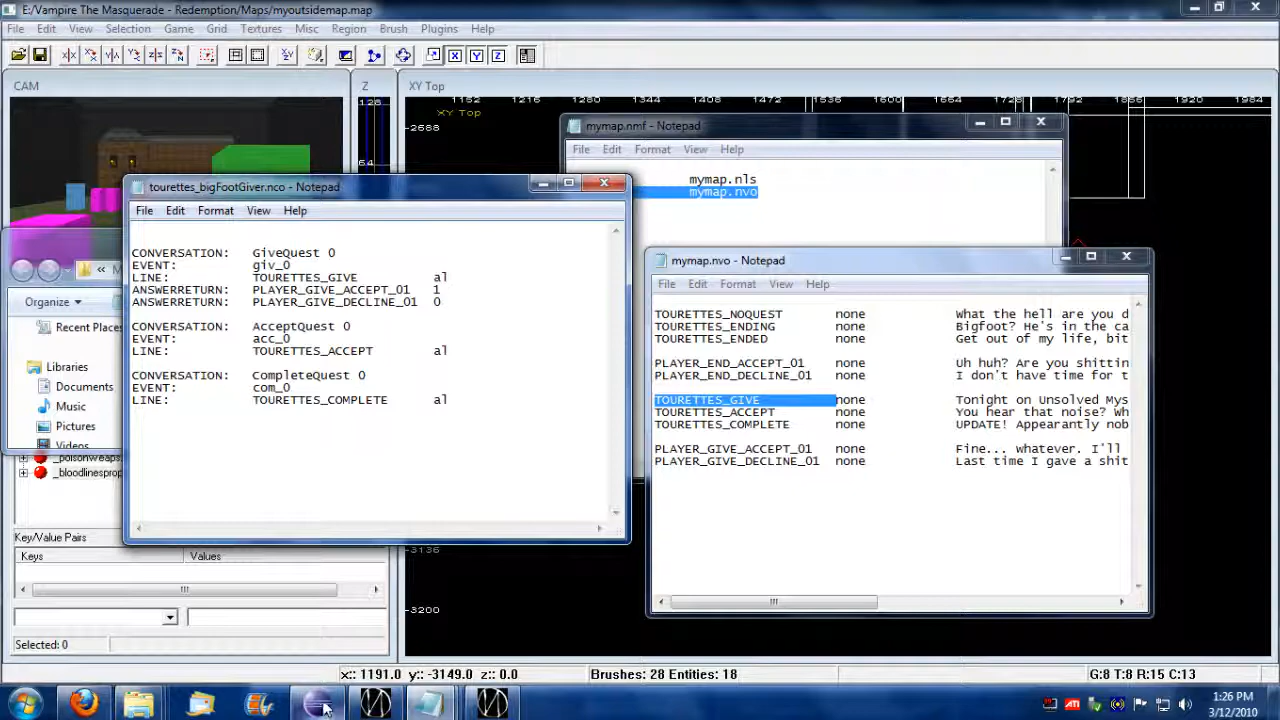 E:/Vampire The Masquerade - Redemption/Maps/myoutsidemap.map
File Edit View Selection Game Grid Textures Misc Region Brush Plugins Help
CAM
Z
XY Top
128
64
1152 1216 1280 1344 1408 1472 1536 1600 1664 1728 1792 1856 1920 1984
XY Top
2688
mymap.nmf - Notepad
File Edit Format View Help
mymap.nls
mymap.nvo
tourettes_bigFootGiver.nco - Notepad
File Edit Format View Help
CONVERSATION: GiveQuest 0
EVENT: giv_0
LINE: TOURETTES_GIVE al
ANSWERRETURN: PLAYER_GIVE_ACCEPT_01 1
ANSWERRETURN: PLAYER_GIVE_DECLINE_01 0
CONVERSATION: AcceptQuest 0
EVENT: acc_0
LINE: TOURETTES_ACCEPT al
CONVERSATION: CompleteQuest 0
EVENT: com_0
LINE: TOURETTES_COMPLETE al
mymap.nvo - Notepad
File Edit Format View Help
TOURETTES_NOQUEST none What the hell are you d
TOURETTES_ENDING none Bigfoot? He's in the ca
TOURETTES_ENDED none Get out of my life, bit
PLAYER_END_ACCEPT_01 none Uh huh? Are you shittin
PLAYER_END_DECLINE_01 none I don't have time for t
TOURETTES_GIVE none Tonight on Unsolved Mys
TOURETTES_ACCEPT none You hear that noise? Wh
TOURETTES_COMPLETE none UPDATE! Appearantly nob
PLAYER_GIVE_ACCEPT_01 none Fine... whatever. I'll
PLAYER_GIVE_DECLINE_01 none Last time I gave a shit
« M
Organize
Recent Places
Libraries
Documents
Music
Pictures
Videos
_poisonweaps
_bloodlinesprop
Key/Value Pairs
Keys Values
Selected: 0
-3136
-3200
x:: 1191.0 y:: -3149.0 z:: 0.0
Brushes: 28 Entities: 18
G:8 T:8 R:15 C:13
1:26 PM
3/12/2010